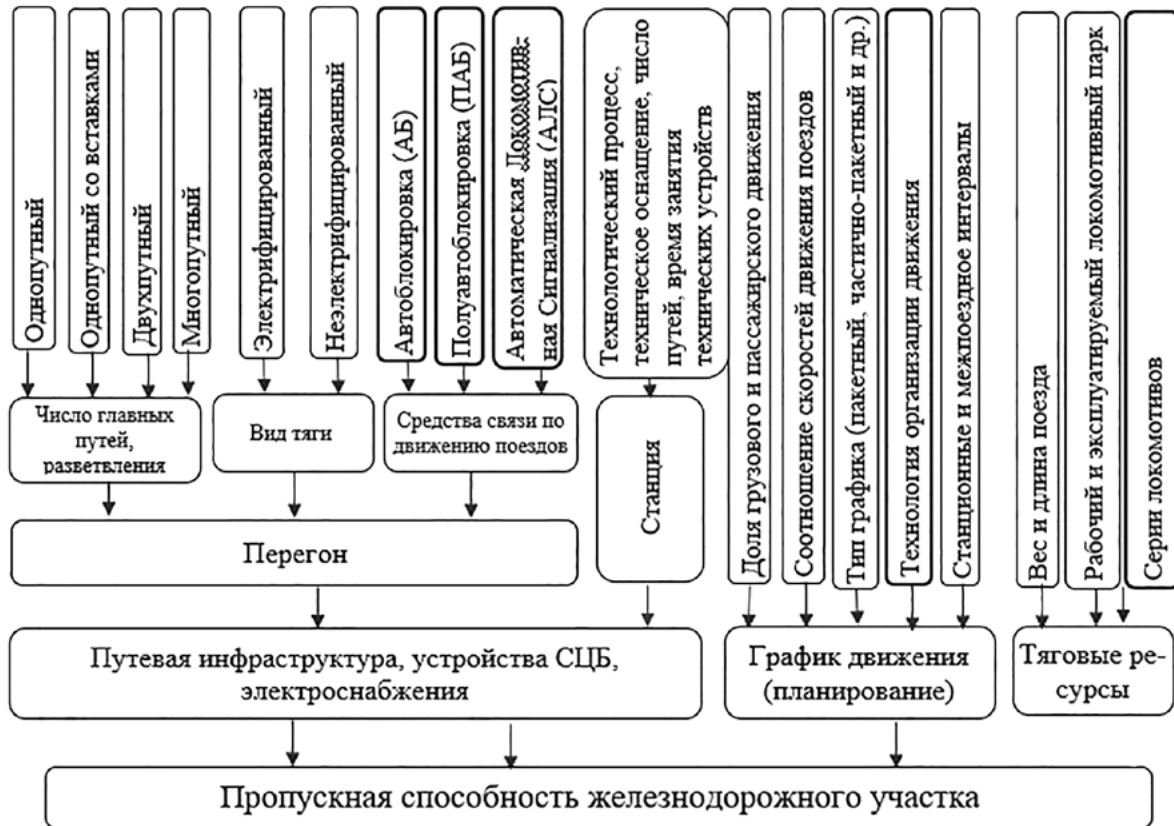 Однопутный
Однопутный со вставками
Двухпутный
Многопутный
Электрифицированный
Неэлектрифицированный
Автоблокировка (АБ)
Полуавтоблокировка (ПАБ)
Автоматическая Локомотив-
ная Сигнализация (АЛС)
Технологический процесс,
техническое оснащение, число
путей, время занятия
технических устройств
Доля грузового и пассажирского движения
Соотношение скоростей движения поездов
Тип графика (пакетный, частично-пакетный и др.)
Технология организации движения
Станционные и межпоездное интервалы
Вес и длина поезда
Рабочий и эксплуатируемый локомотивный парк
Серии локомотивов
Число главных
путей,
разветвления
Вид тяги
Средства связи по
движению поездов
Станция
Перегон
Путевая инфраструктура, устройства СЦБ,
электроснабжения
График движения
(планирование)
Тяговые ре-
сурсы
Пропускная способность железнодорожного участка